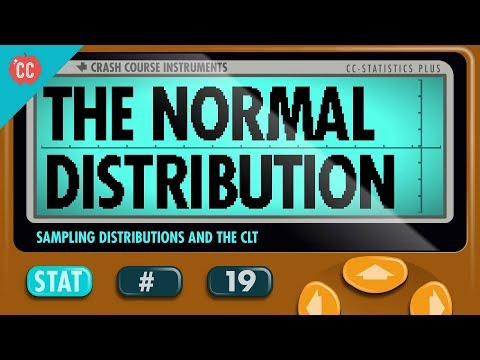 CC
CRASH COURSE INSTRUMENTS
CC-STATISTICS PLUS
THE NORMAL
DISTRIBUTION
SAMPLING DISTRIBUTIONS AND THE CLT
STAT
#
19